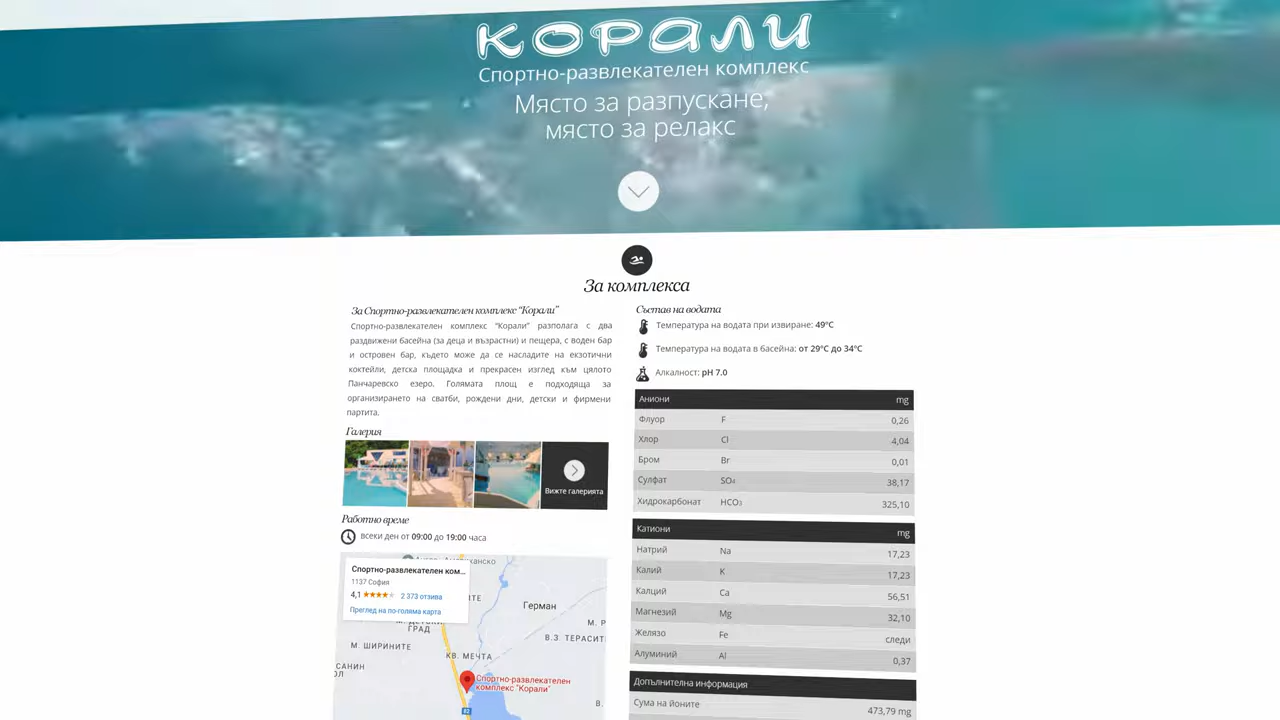 КОРАЛИ
Спортно-развлекателен комплекс
Място за разпускане,
място за релакс
За комплекса
За Спортно-развлекателен комплекс "Корали"
Спортно-развлекателен комплекс "Корали" разполага с два
раздвижени басейна (за деца и възрастни) и пещера, с воден бар
и островен бар, където може да се насладите на екзотични
коктейли, детска площадка и прекрасен изглед към цялото
Панчаревско езеро. Голямата площ е подходяща за
организирането на сватби, рождени дни, детски и фирмени
партита.
Галерия
Вижте галерията
Работно време
всеки ден от 09:00 до 19:00 часа
Спортно-развлекателен ком...
1137 София
4,1 2 373 отзива
Преглед на по-голяма карта
Герман
ГРАД
М. ШИРИНИТЕ
В.З. ТЕРАСИТ
КВ. МЕЧТА
Спортно-развлекателен
комплекс "Корали"
82
Състав на водата
Температура на водата при извиране: 49°C
Температура на водата в басейна: от 29°C до 34°C
Алкалност: pH 7.0
Аниони mg
Флуор F 0,26
Хлор Cl 4,04
Бром Br 0,01
Сулфат SO₄ 38,17
Хидрокарбонат HCO₃ 325,10
Катиони mg
Натрий Na 17,23
Калий K 17,23
Калций Ca 56,51
Магнезий Mg 32,10
Желязо Fe следи
Алуминий Al 0,37
Допълнителна информация
Сума на йоните 473,79 mg